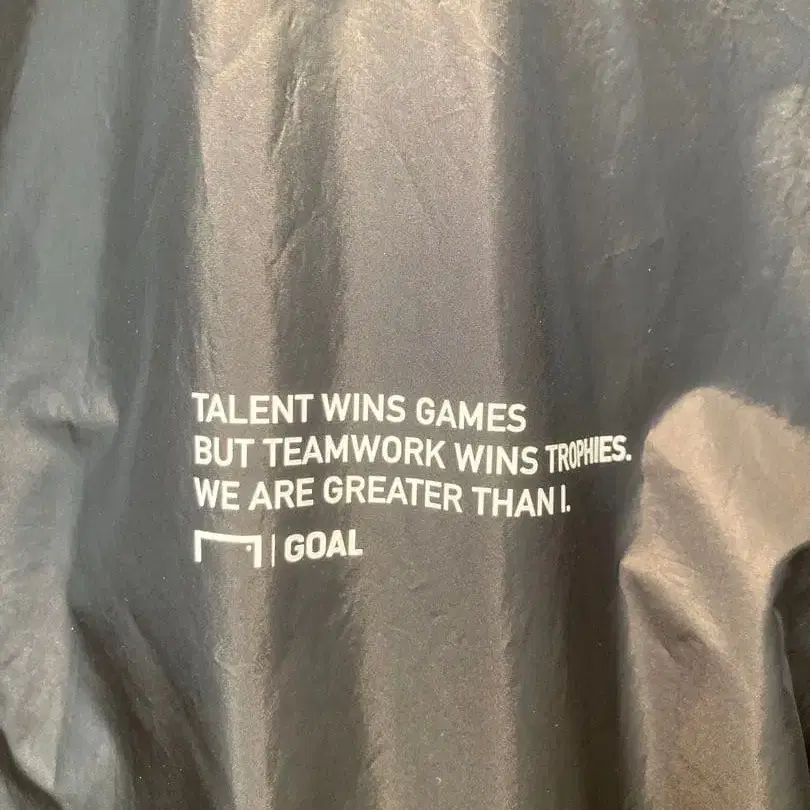 TALENT WINS GAMES
BUT TEAMWORK WINS TROPHIES.
WE ARE GREATER THAN I.
GOAL